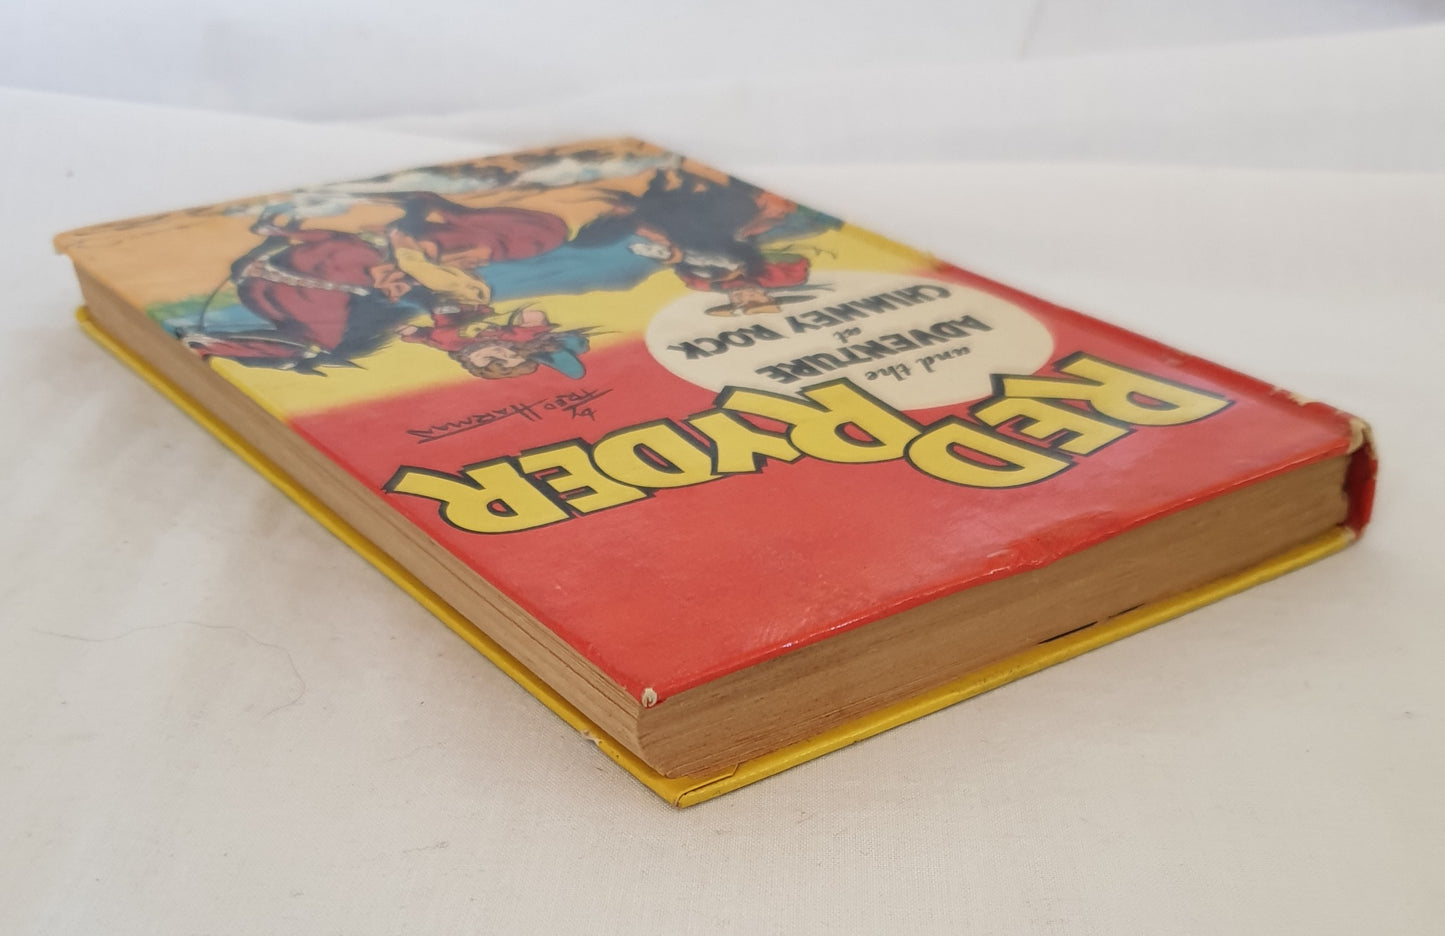 RED RYDER
and the
ADVENTURE
at
CHIMNEY ROCK
by
FRED HARMAN